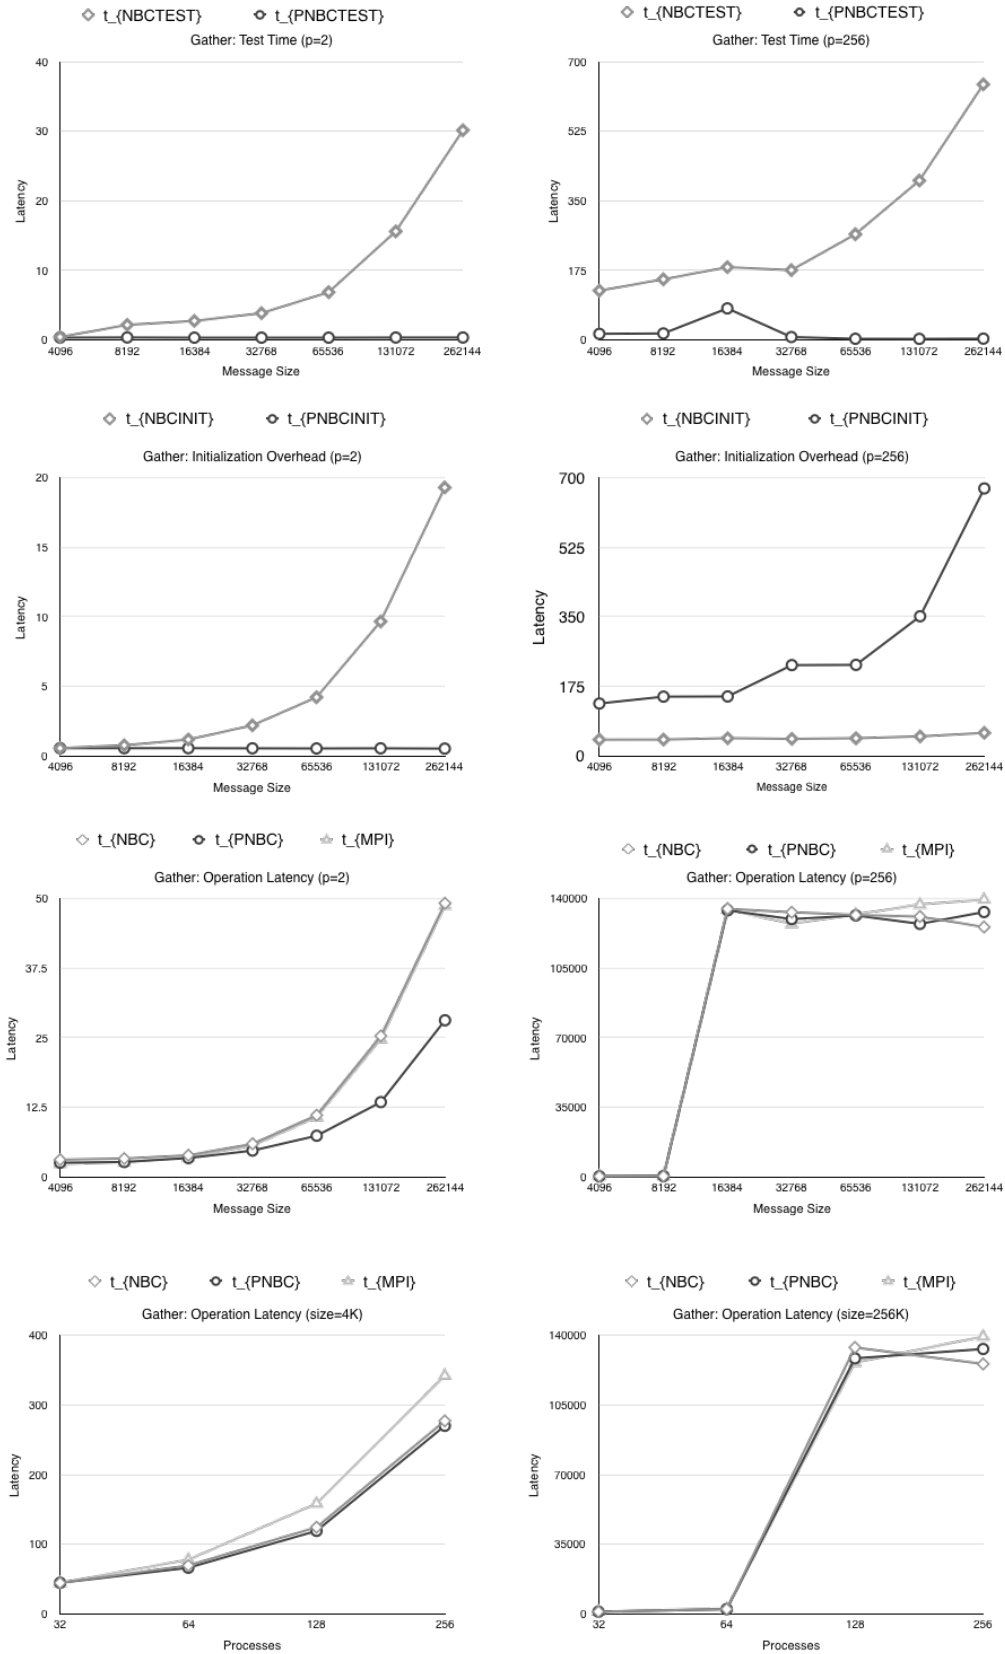 t_{NBCTEST} t_{PNBCTEST}
Gather: Test Time (p=2)
40
30
20
10
0
Latency
4096 8192 16384 32768 65536 131072 262144
Message Size
t_{NBCTEST} t_{PNBCTEST}
Gather: Test Time (p=256)
700
525
350
175
0
Latency
4096 8192 16384 32768 65536 131072 262144
Message Size
t_{NBCINIT} t_{PNBCINIT}
Gather: Initialization Overhead (p=2)
20
15
10
5
0
Latency
4096 8192 16384 32768 65536 131072 262144
Message Size
t_{NBCINIT} t_{PNBCINIT}
Gather: Initialization Overhead (p=256)
700
525
350
175
0
Latency
4096 8192 16384 32768 65536 131072 262144
Message Size
t_{NBC} t_{PNBC} t_{MPI}
Gather: Operation Latency (p=2)
50
37.5
25
12.5
0
Latency
4096 8192 16384 32768 65536 131072 262144
Message Size
t_{NBC} t_{PNBC} t_{MPI}
Gather: Operation Latency (p=256)
140000
105000
70000
35000
0
Latency
4096 8192 16384 32768 65536 131072 262144
Message Size
t_{NBC} t_{PNBC} t_{MPI}
Gather: Operation Latency (size=4K)
400
300
200
100
0
Latency
32 64 128 256
Processes
t_{NBC} t_{PNBC} t_{MPI}
Gather: Operation Latency (size=256K)
140000
105000
70000
35000
0
Latency
32 64 128 256
Processes